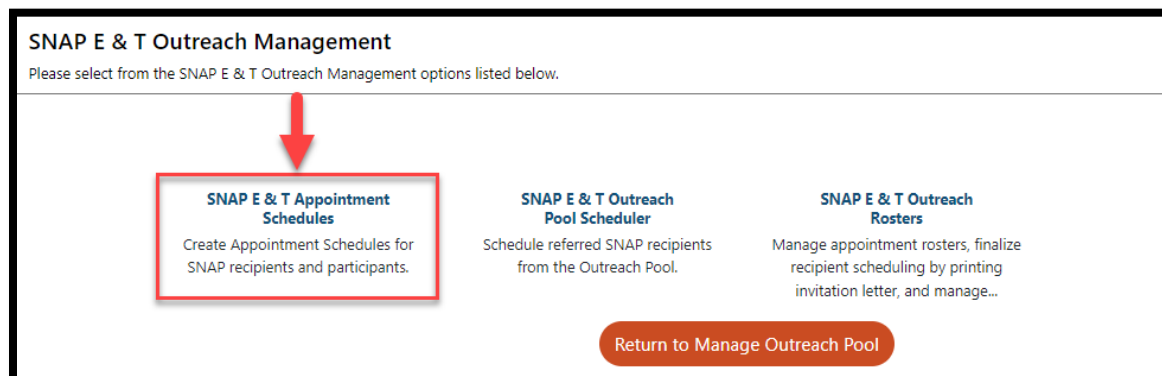 SNAP E & T Outreach Management
Please select from the SNAP E & T Outreach Management options listed below.
SNAP E & T Appointment
Schedules
Create Appointment Schedules for
SNAP recipients and participants.
SNAP E & T Outreach
Pool Scheduler
Schedule referred SNAP recipients
from the Outreach Pool.
SNAP E & T Outreach
Rosters
Manage appointment rosters, finalize
recipient scheduling by printing
invitation letter, and manage...
Return to Manage Outreach Pool